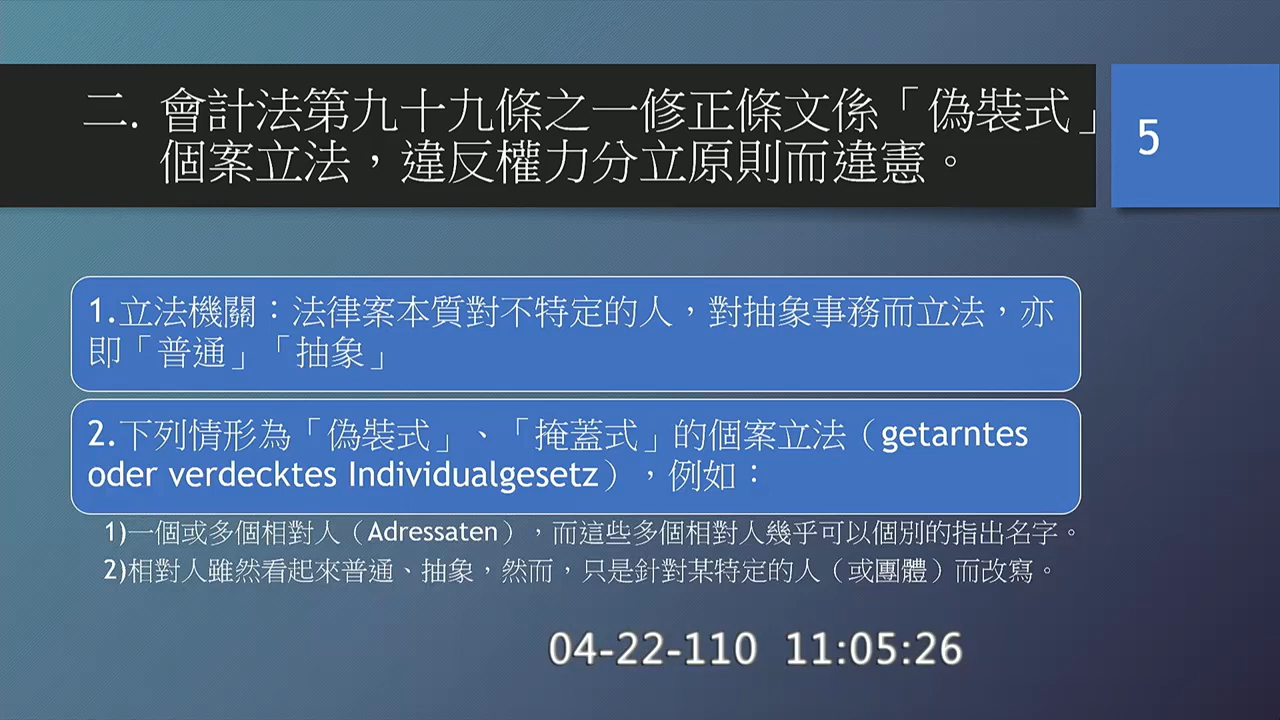 二. 會計法第九十九條之一修正條文係「偽裝式」
個案立法，違反權力分立原則而違憲。
5
1.立法機關：法律案本質對不特定的人，對抽象事務而立法，亦
即「普通」「抽象」
2.下列情形為「偽裝式」、「掩蓋式」的個案立法（getarntes
oder verdecktes Individualgesetz），例如：
1)一個或多個相對人（Adressaten），而這些多個相對人幾乎可以個別的指出名字。
2)相對人雖然看起來普通、抽象，然而，只是針對某特定的人（或團體）而改寫。
04-22-110 11:05:26